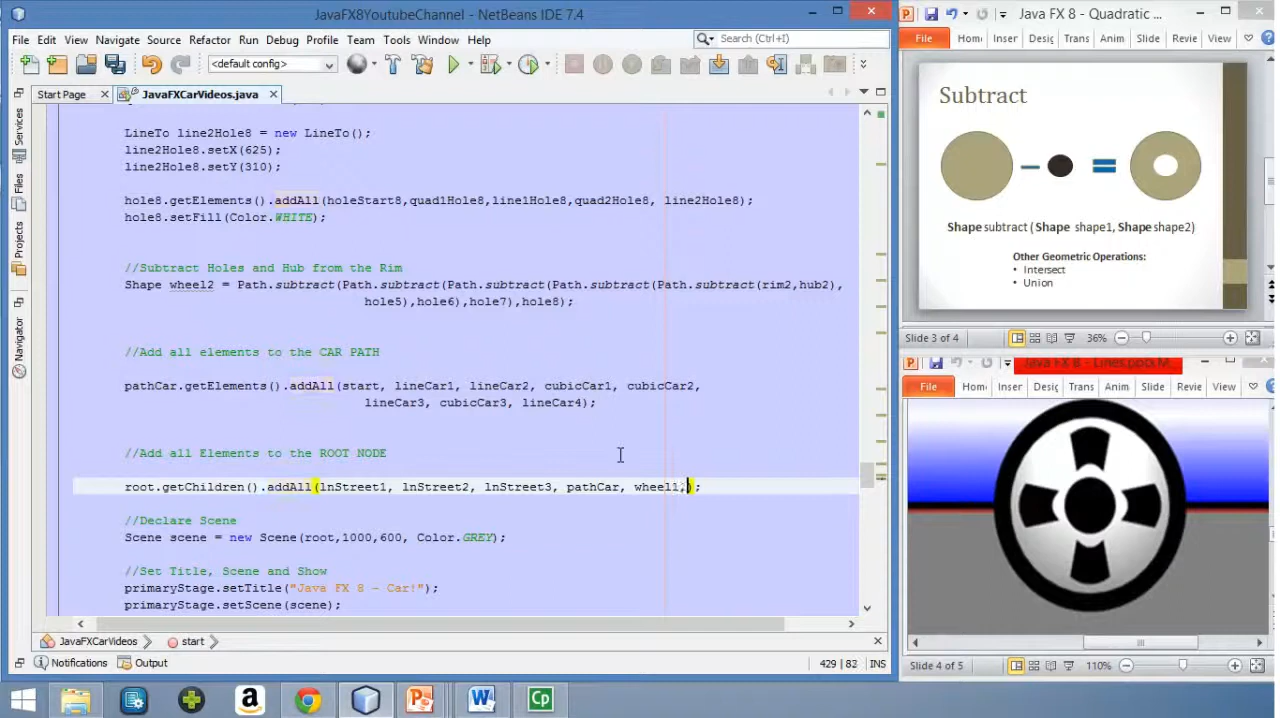 JavaFX8YoutubeChannel - NetBeans IDE 7.4
File Edit View Navigate Source Refactor Run Debug Profile Team Tools Window Help
Search (Ctrl+I)
<default config>
Start Page
JavaFXCarVideos.java
Services
Files
Projects
Navigator
LineTo line2Hole8 = new LineTo();
line2Hole8.setX(625);
line2Hole8.setY(310);
hole8.getElements().addAll(holeStart8,quad1Hole8,line1Hole8,quad2Hole8, line2Hole8);
hole8.setFill(Color.WHITE);
//Subtract Holes and Hub from the Rim
Shape wheel2 = Path.subtract(Path.subtract(Path.subtract(Path.subtract(Path.subtract(rim2,hub2),
hole5),hole6),hole7),hole8);
//Add all elements to the CAR PATH
pathCar.getElements().addAll(start, lineCar1, lineCar2, cubicCar1, cubicCar2,
lineCar3, cubicCar3, lineCar4);
//Add all Elements to the ROOT NODE
root.getChildren().addAll(lnStreet1, lnStreet2, lnStreet3, pathCar, wheel1,);
//Declare Scene
Scene scene = new Scene(root,1000,600, Color.GREY);
//Set Title, Scene and Show
primaryStage.setTitle("Java FX 8 - Car!");
primaryStage.setScene(scene);
JavaFXCarVideos
start
Notifications
Output
429 | 82
INS
Java FX 8 - Quadratic ...
File Hom Inser Desig Trans Anim Slide Revie View
Subtract
Shape subtract ( Shape shape1, Shape shape2)
Other Geometric Operations:
• Intersect
• Union
Slide 3 of 4
36%
Java FX 8 - Lines.pptx M...
File Hom Inser Desig Trans Anim Slide Revie View
Slide 4 of 5
110%
a
P
W
Cp